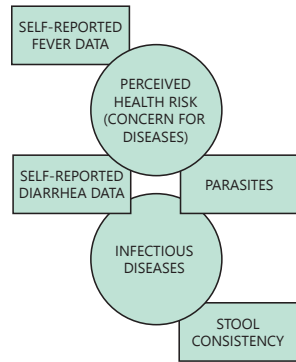 SELF-REPORTED
FEVER DATA
PERCEIVED
HEALTH RISK
(CONCERN FOR
DISEASES)
SELF-REPORTED
DIARRHEA DATA
PARASITES
INFECTIOUS
DISEASES
STOOL
CONSISTENCY